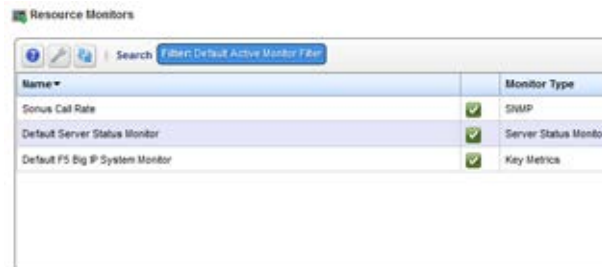 Resource Monitors
Search Filter: Default Active Monitor Filter
Name Monitor Type
Sonus Call Rate SNMP
Default Server Status Monitor Server Status Monito
Default F5 Big IP System Monitor Key Metrics